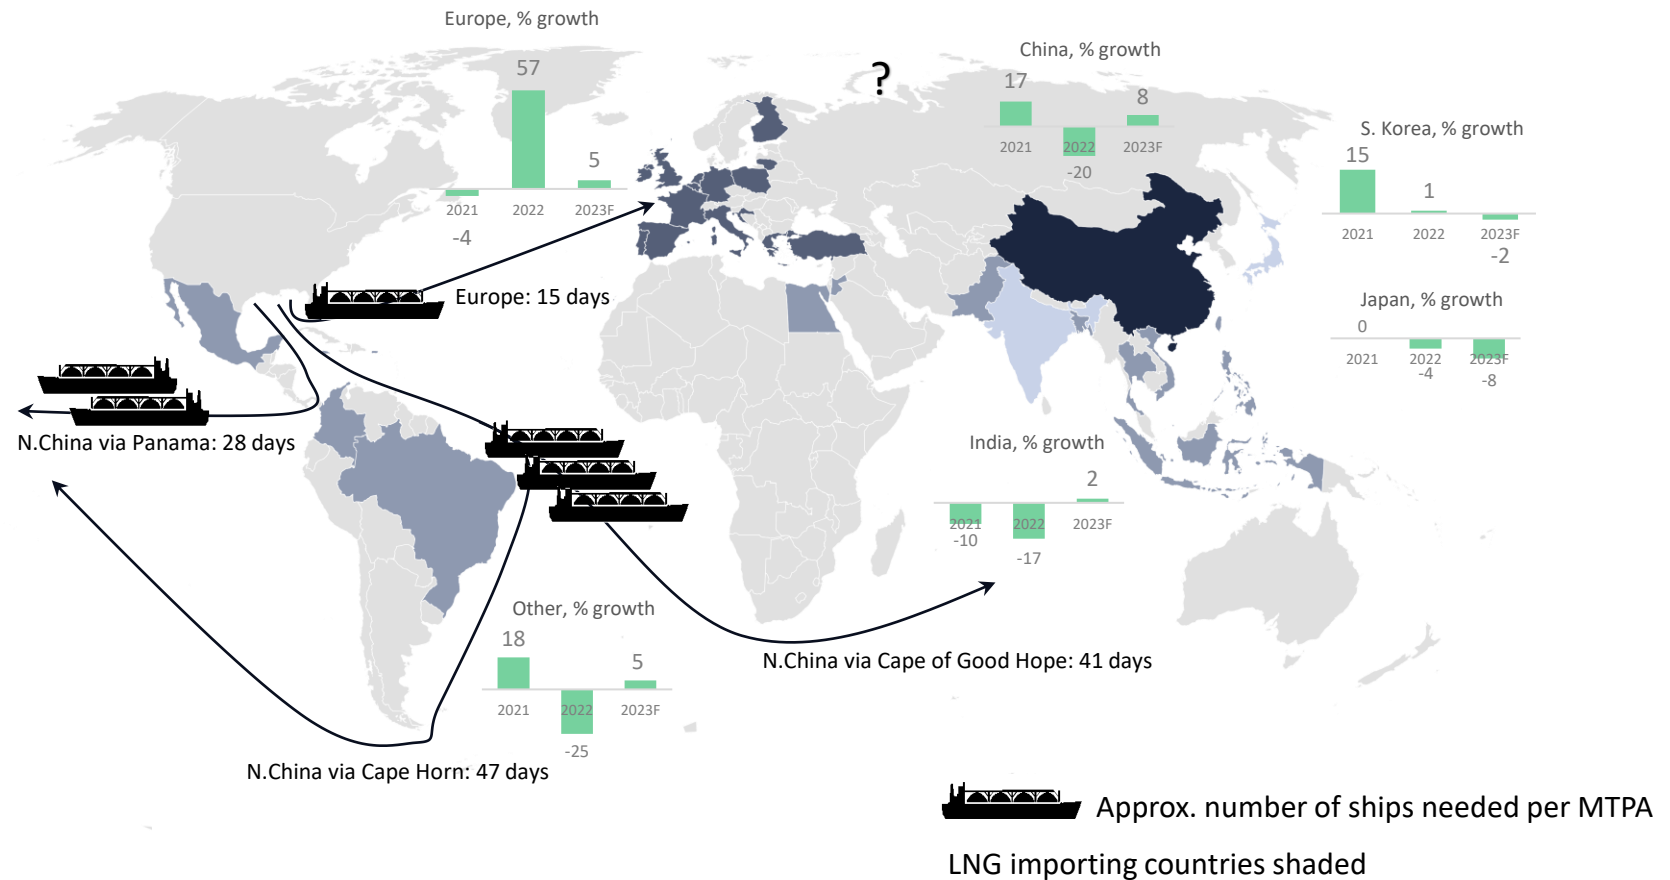 Europe, % growth
57
5
2021
2022
2023F
-4
?
China, % growth
17
8
2021
2022
2023F
-20
S. Korea, % growth
15
1
2021
2022
2023F
-2
Japan, % growth
0
2021
2022
2023F
-4
-8
Europe: 15 days
N.China via Panama: 28 days
India, % growth
2
2021
2022
2023F
-10
-17
Other, % growth
18
5
2021
2022
2023F
-25
N.China via Cape of Good Hope: 41 days
N.China via Cape Horn: 47 days
Approx. number of ships needed per MTPA
LNG importing countries shaded